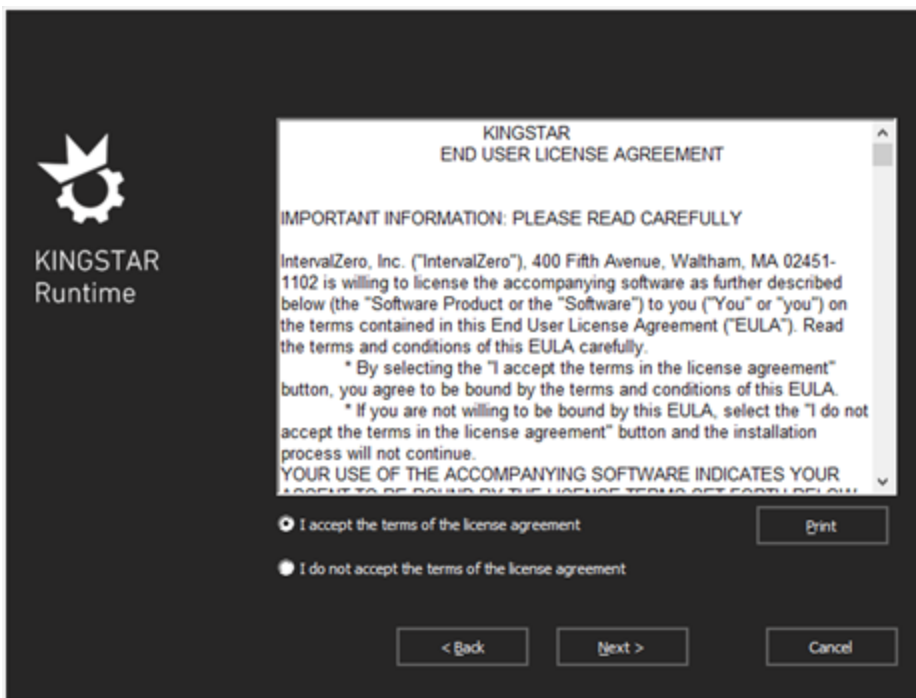 KINGSTAR
Runtime
KINGSTAR
END USER LICENSE AGREEMENT
IMPORTANT INFORMATION: PLEASE READ CAREFULLY
IntervalZero, Inc. ("IntervalZero"), 400 Fifth Avenue, Waltham, MA 02451-
1102 is willing to license the accompanying software as further described
below (the "Software Product or the "Software") to you ("You" or "you") on
the terms contained in this End User License Agreement ("EULA"). Read
the terms and conditions of this EULA carefully.
* By selecting the "I accept the terms in the license agreement"
button, you agree to be bound by the terms and conditions of this EULA.
* If you are not willing to be bound by this EULA, select the "I do not
accept the terms in the license agreement" button and the installation
process will not continue.
YOUR USE OF THE ACCOMPANYING SOFTWARE INDICATES YOUR
I accept the terms of the license agreement
Print
I do not accept the terms of the license agreement
< Back
Next >
Cancel